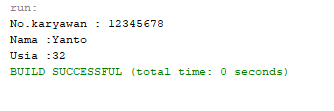 run:
No.karyawan : 12345678
Nama :Yanto
Usia :32
BUILD SUCCESSFUL (total time: 0 seconds)